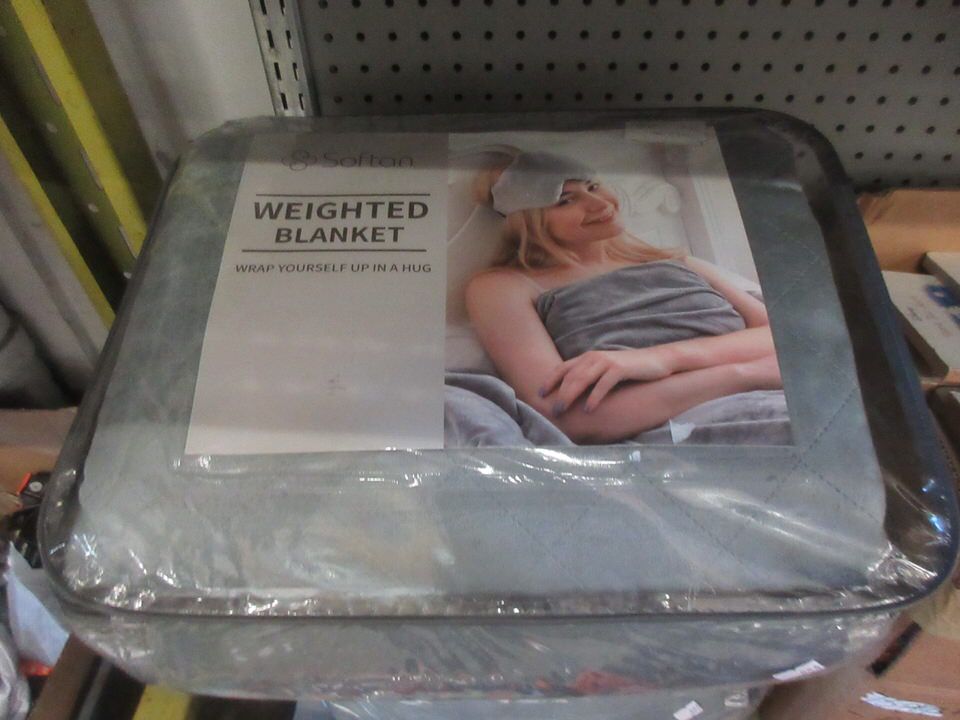 Softan
WEIGHTED
BLANKET
WRAP YOURSELF UP IN A HUG